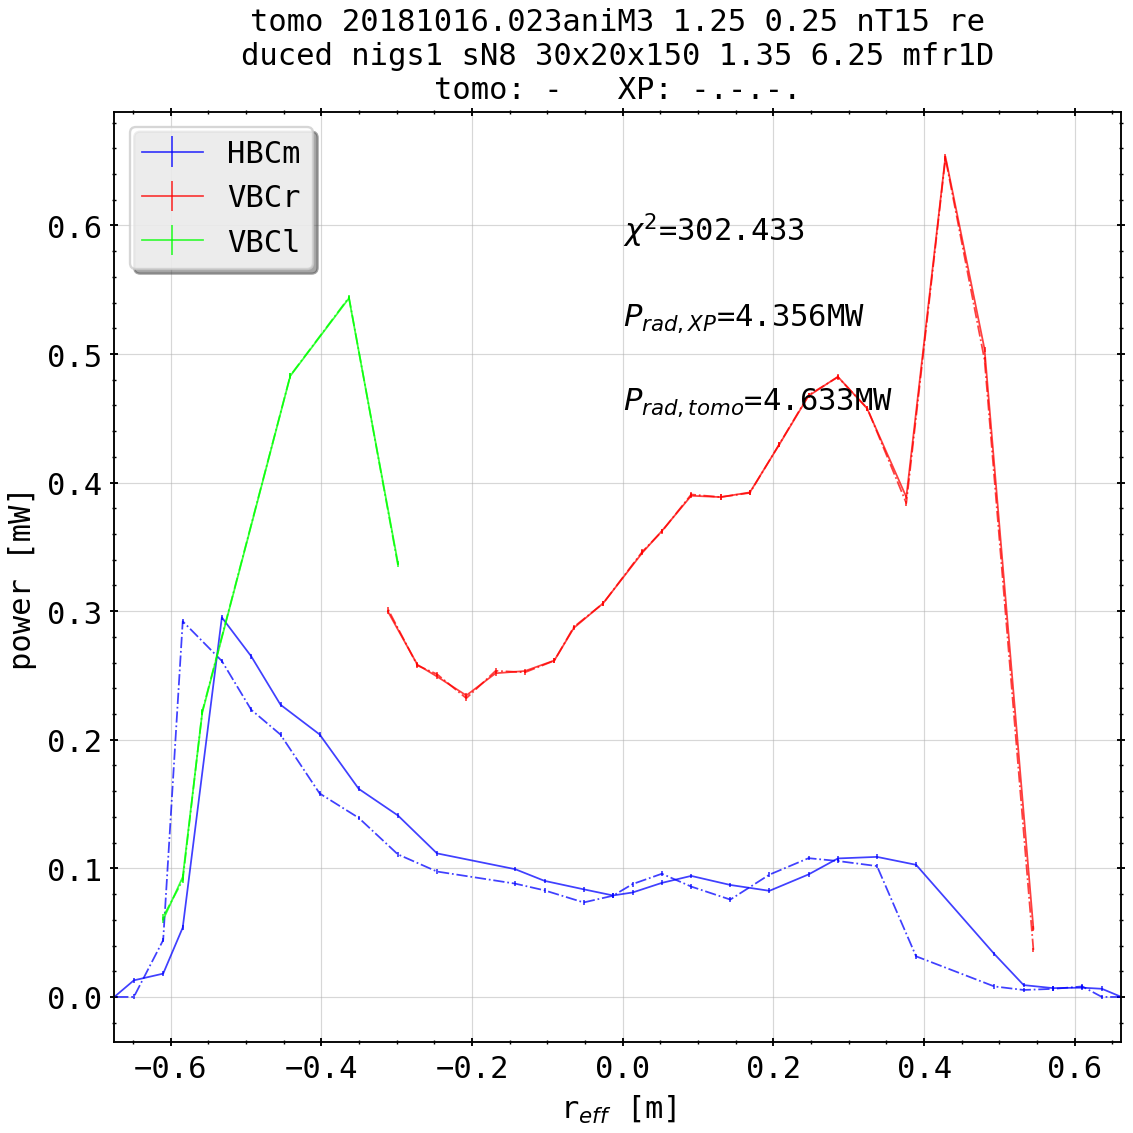 tomo 20181016.023aniM3 1.25 0.25 nT15 re
duced nigs1 sN8 30x20x150 1.35 6.25 mfr1D
tomo: -   XP: -.-.-.
HBCm
VBCr
VBCl
χ²=302.433
P_rad,XP=4.356MW
P_rad,tomo=4.633MW
power [mW]
0.6
0.5
0.4
0.3
0.2
0.1
0.0
−0.6 −0.4 −0.2 0.0 0.2 0.4 0.6
r_eff [m]